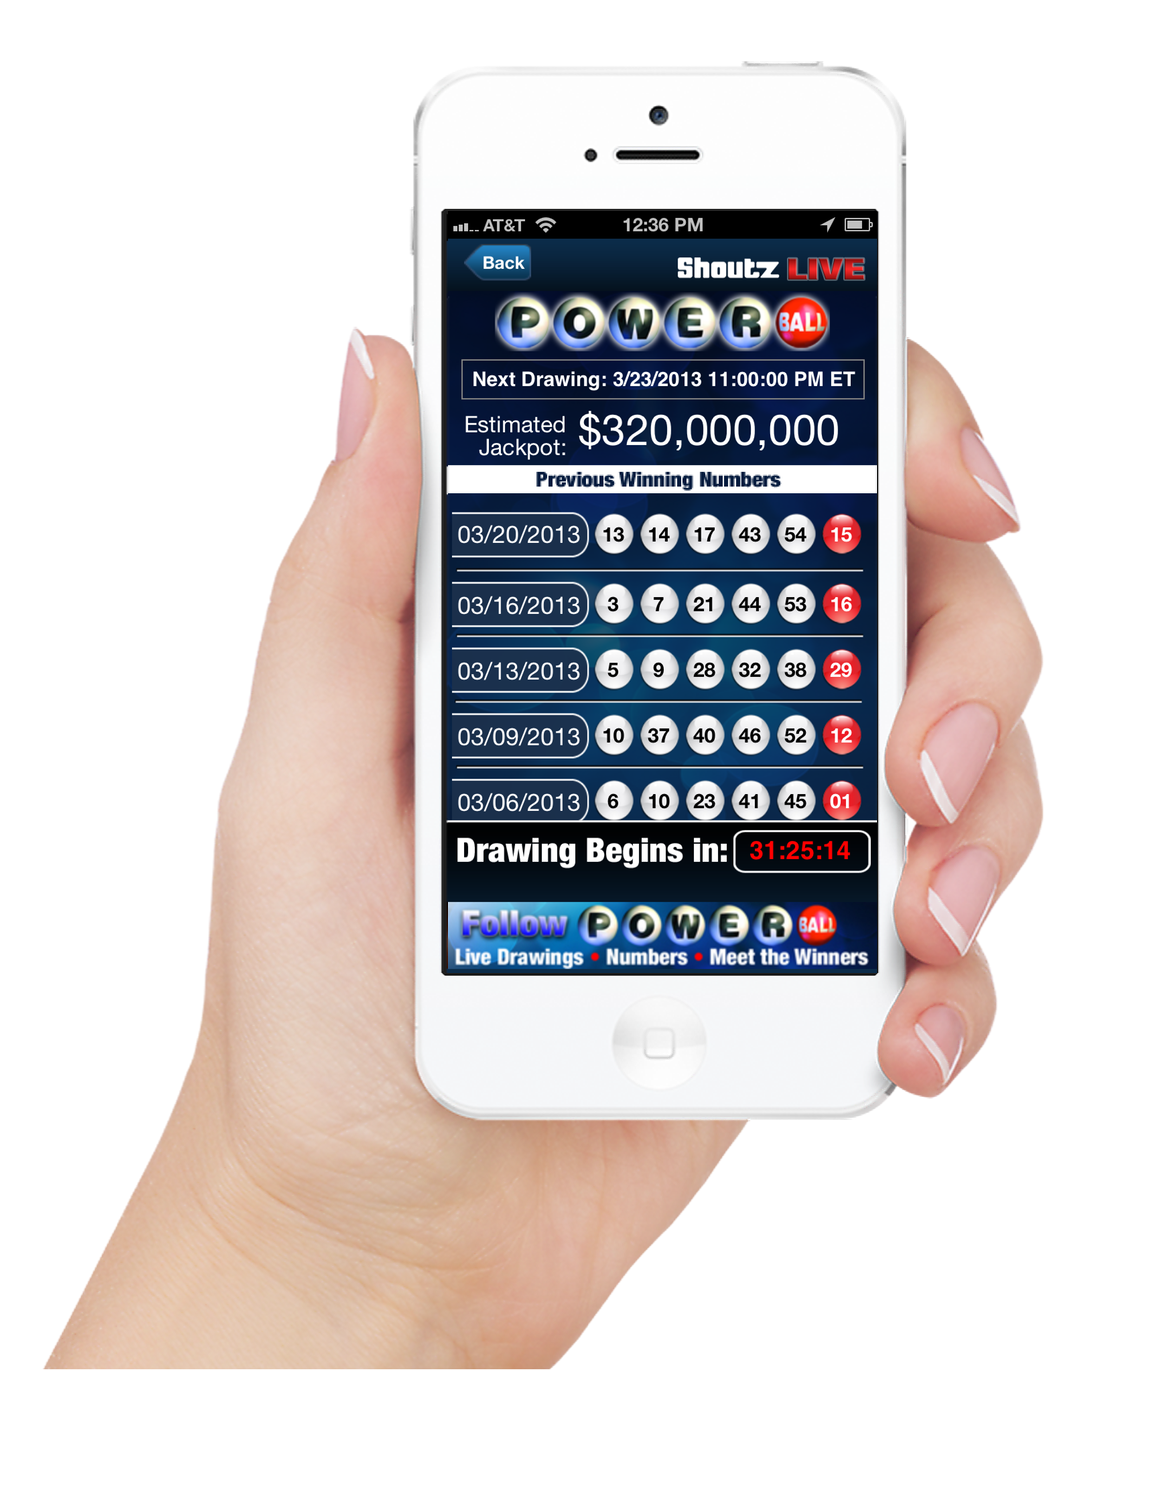 AT&T 12:36 PM
Back
Shoutz LIVE
POWER BALL
Next Drawing: 3/23/2013 11:00:00 PM ET
Estimated Jackpot: $320,000,000
Previous Winning Numbers
03/20/2013 13 14 17 43 54 15
03/16/2013 3 7 21 44 53 16
03/13/2013 5 9 28 32 38 29
03/09/2013 10 37 40 46 52 12
03/06/2013 6 10 23 41 45 01
Drawing Begins in: 31:25:14
Follow POWER BALL
Live Drawings • Numbers • Meet the Winners